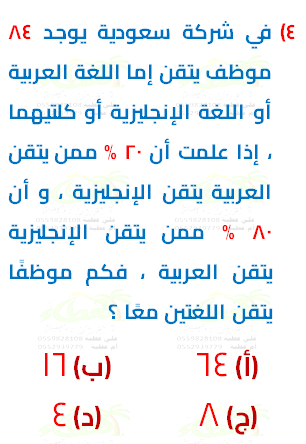 ٤) في شركة سعودية يوجد ٨٤
موظف يتقن إما اللغة العربية
أو اللغة الإنجليزية أو كلتيهما
، إذا علمت أن ٢٠ % ممن يتقن
العربية يتقن الإنجليزية ، و أن
٨٠ % ممن يتقن الإنجليزية
يتقن العربية ، فكم موظفًا
يتقن اللغتين معًا ؟
(أ) ٦٤ (ب) ١٦
(ج) ٨ (د) ٤